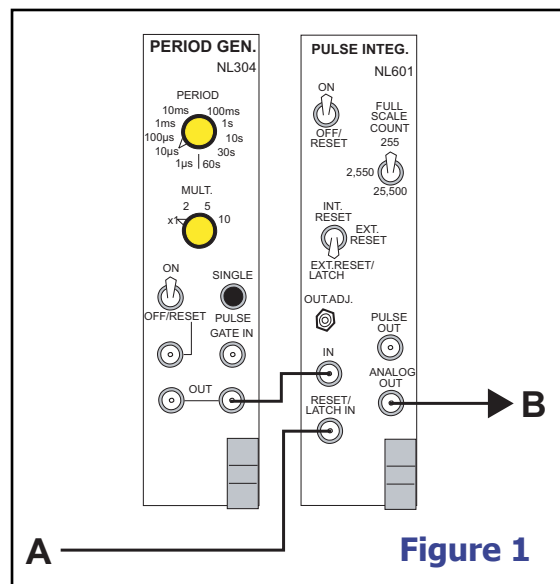 PERIOD GEN.
NL304
PERIOD
10ms 100ms
1ms 1s
100µs 10s
10µs 30s
1µs 60s
MULT.
x1 2 5 10
ON
OFF/RESET
SINGLE
PULSE
GATE IN
OUT
PULSE INTEG.
NL601
ON
OFF/
RESET
FULL
SCALE
COUNT
255
2,550
25,500
INT.
RESET
EXT.
RESET
EXT.RESET/
LATCH
OUT.ADJ.
PULSE
OUT
IN
ANALOG
OUT
RESET/
LATCH IN
B
A
Figure 1